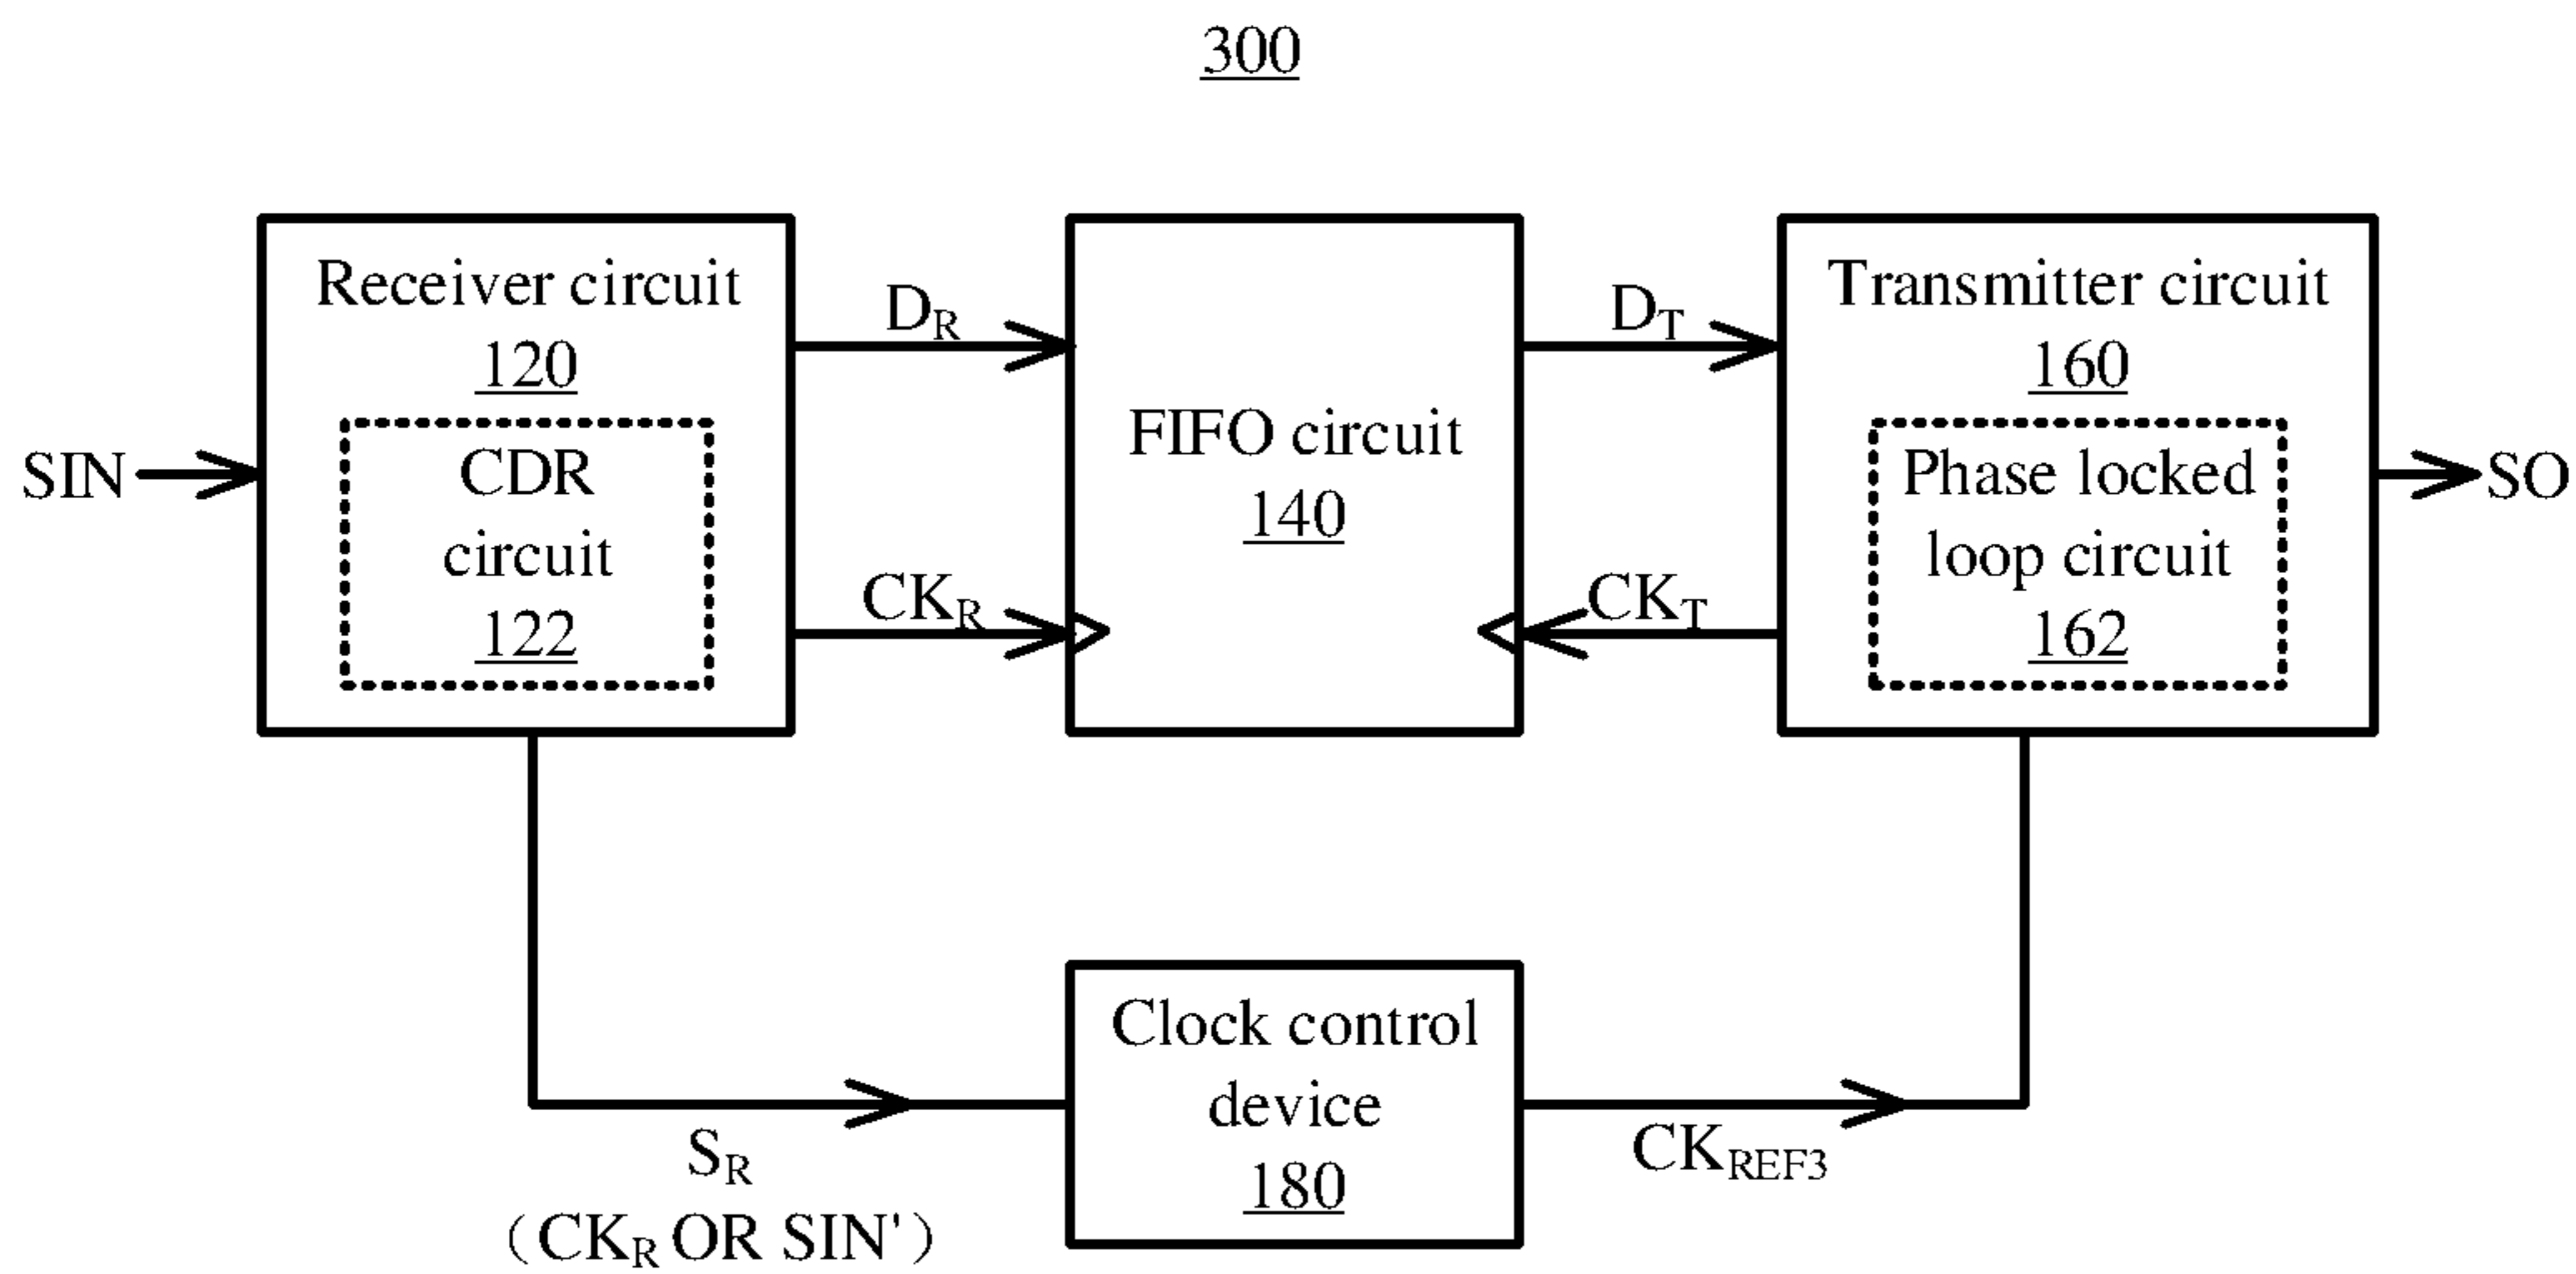 300
Receiver circuit
120
CDR
circuit
122
SIN
D_R
CK_R
FIFO circuit
140
D_T
CK_T
Transmitter circuit
160
Phase locked
loop circuit
162
SO
S_R
(CK_R OR SIN')
Clock control
device
180
CK_REF3